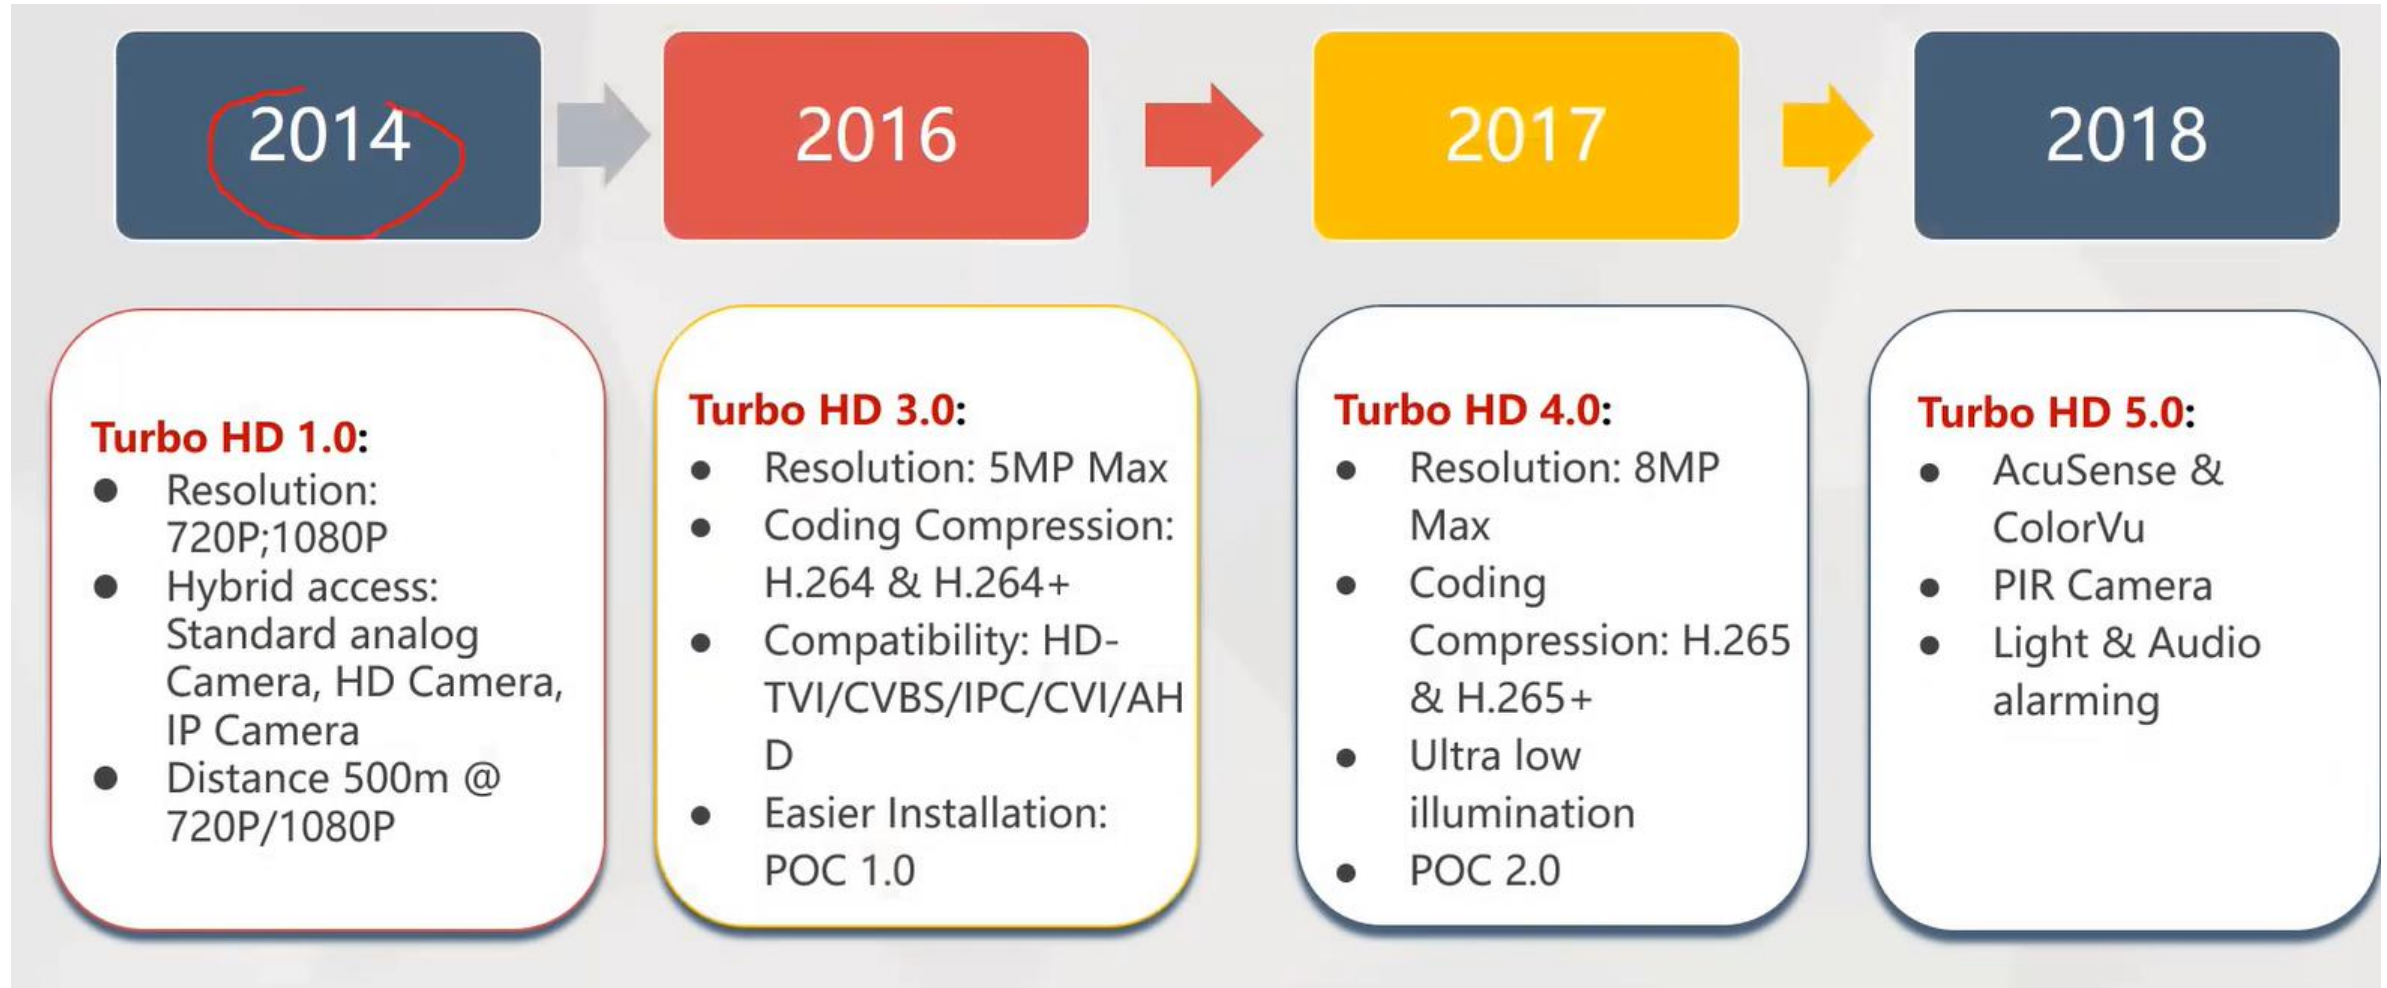 2014
2016
2017
2018
Turbo HD 1.0:
● Resolution:
720P;1080P
● Hybrid access:
Standard analog
Camera, HD Camera,
IP Camera
● Distance 500m @
720P/1080P
Turbo HD 3.0:
● Resolution: 5MP Max
● Coding Compression:
H.264 & H.264+
● Compatibility: HD-
TVI/CVBS/IPC/CVI/AH
D
● Easier Installation:
POC 1.0
Turbo HD 4.0:
● Resolution: 8MP
Max
● Coding
Compression: H.265
& H.265+
● Ultra low
illumination
● POC 2.0
Turbo HD 5.0:
● AcuSense &
ColorVu
● PIR Camera
● Light & Audio
alarming